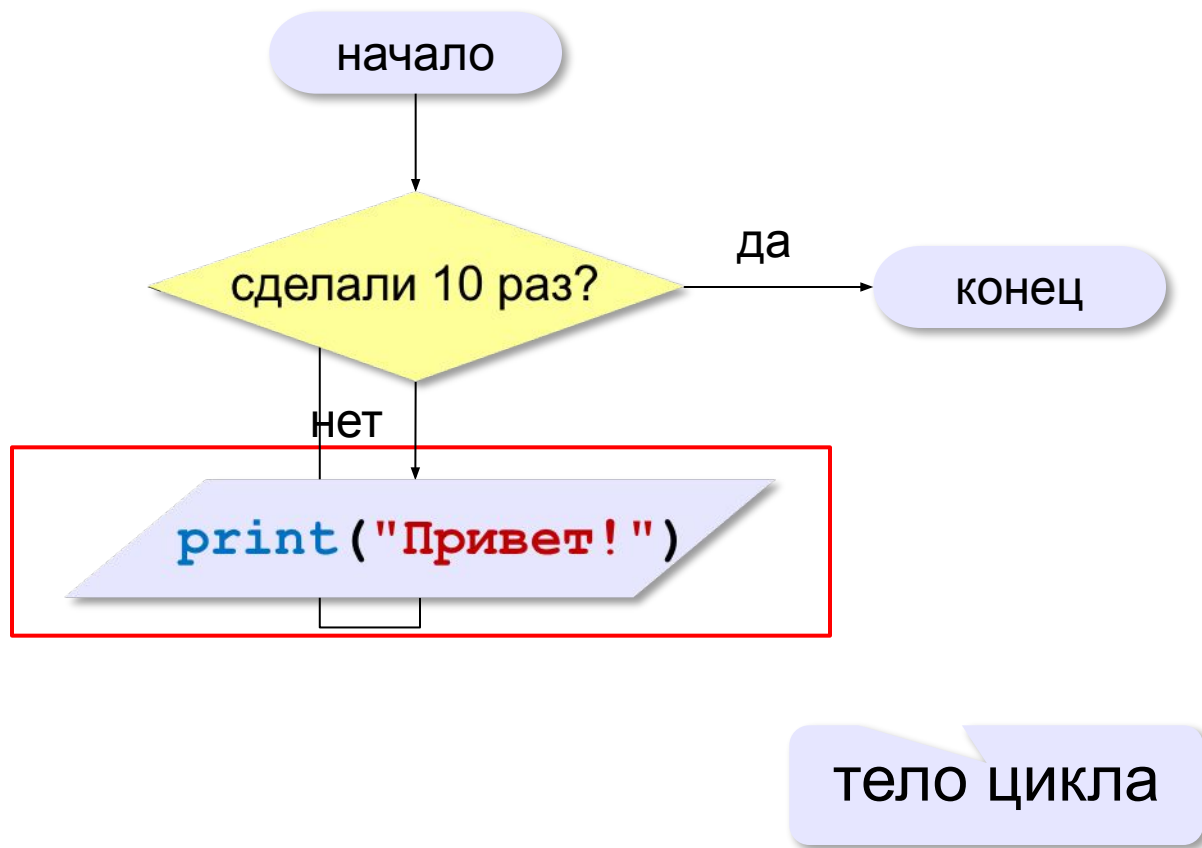 начало
сделали 10 раз?
да
конец
нет
print("Привет!")
тело цикла